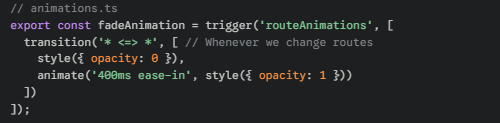 // animations.ts
export const fadeAnimation = trigger('routeAnimations', [
  transition('* <=> *', [ // Whenever we change routes
    style({ opacity: 0 }),
    animate('400ms ease-in', style({ opacity: 1 }))
  ])
]);